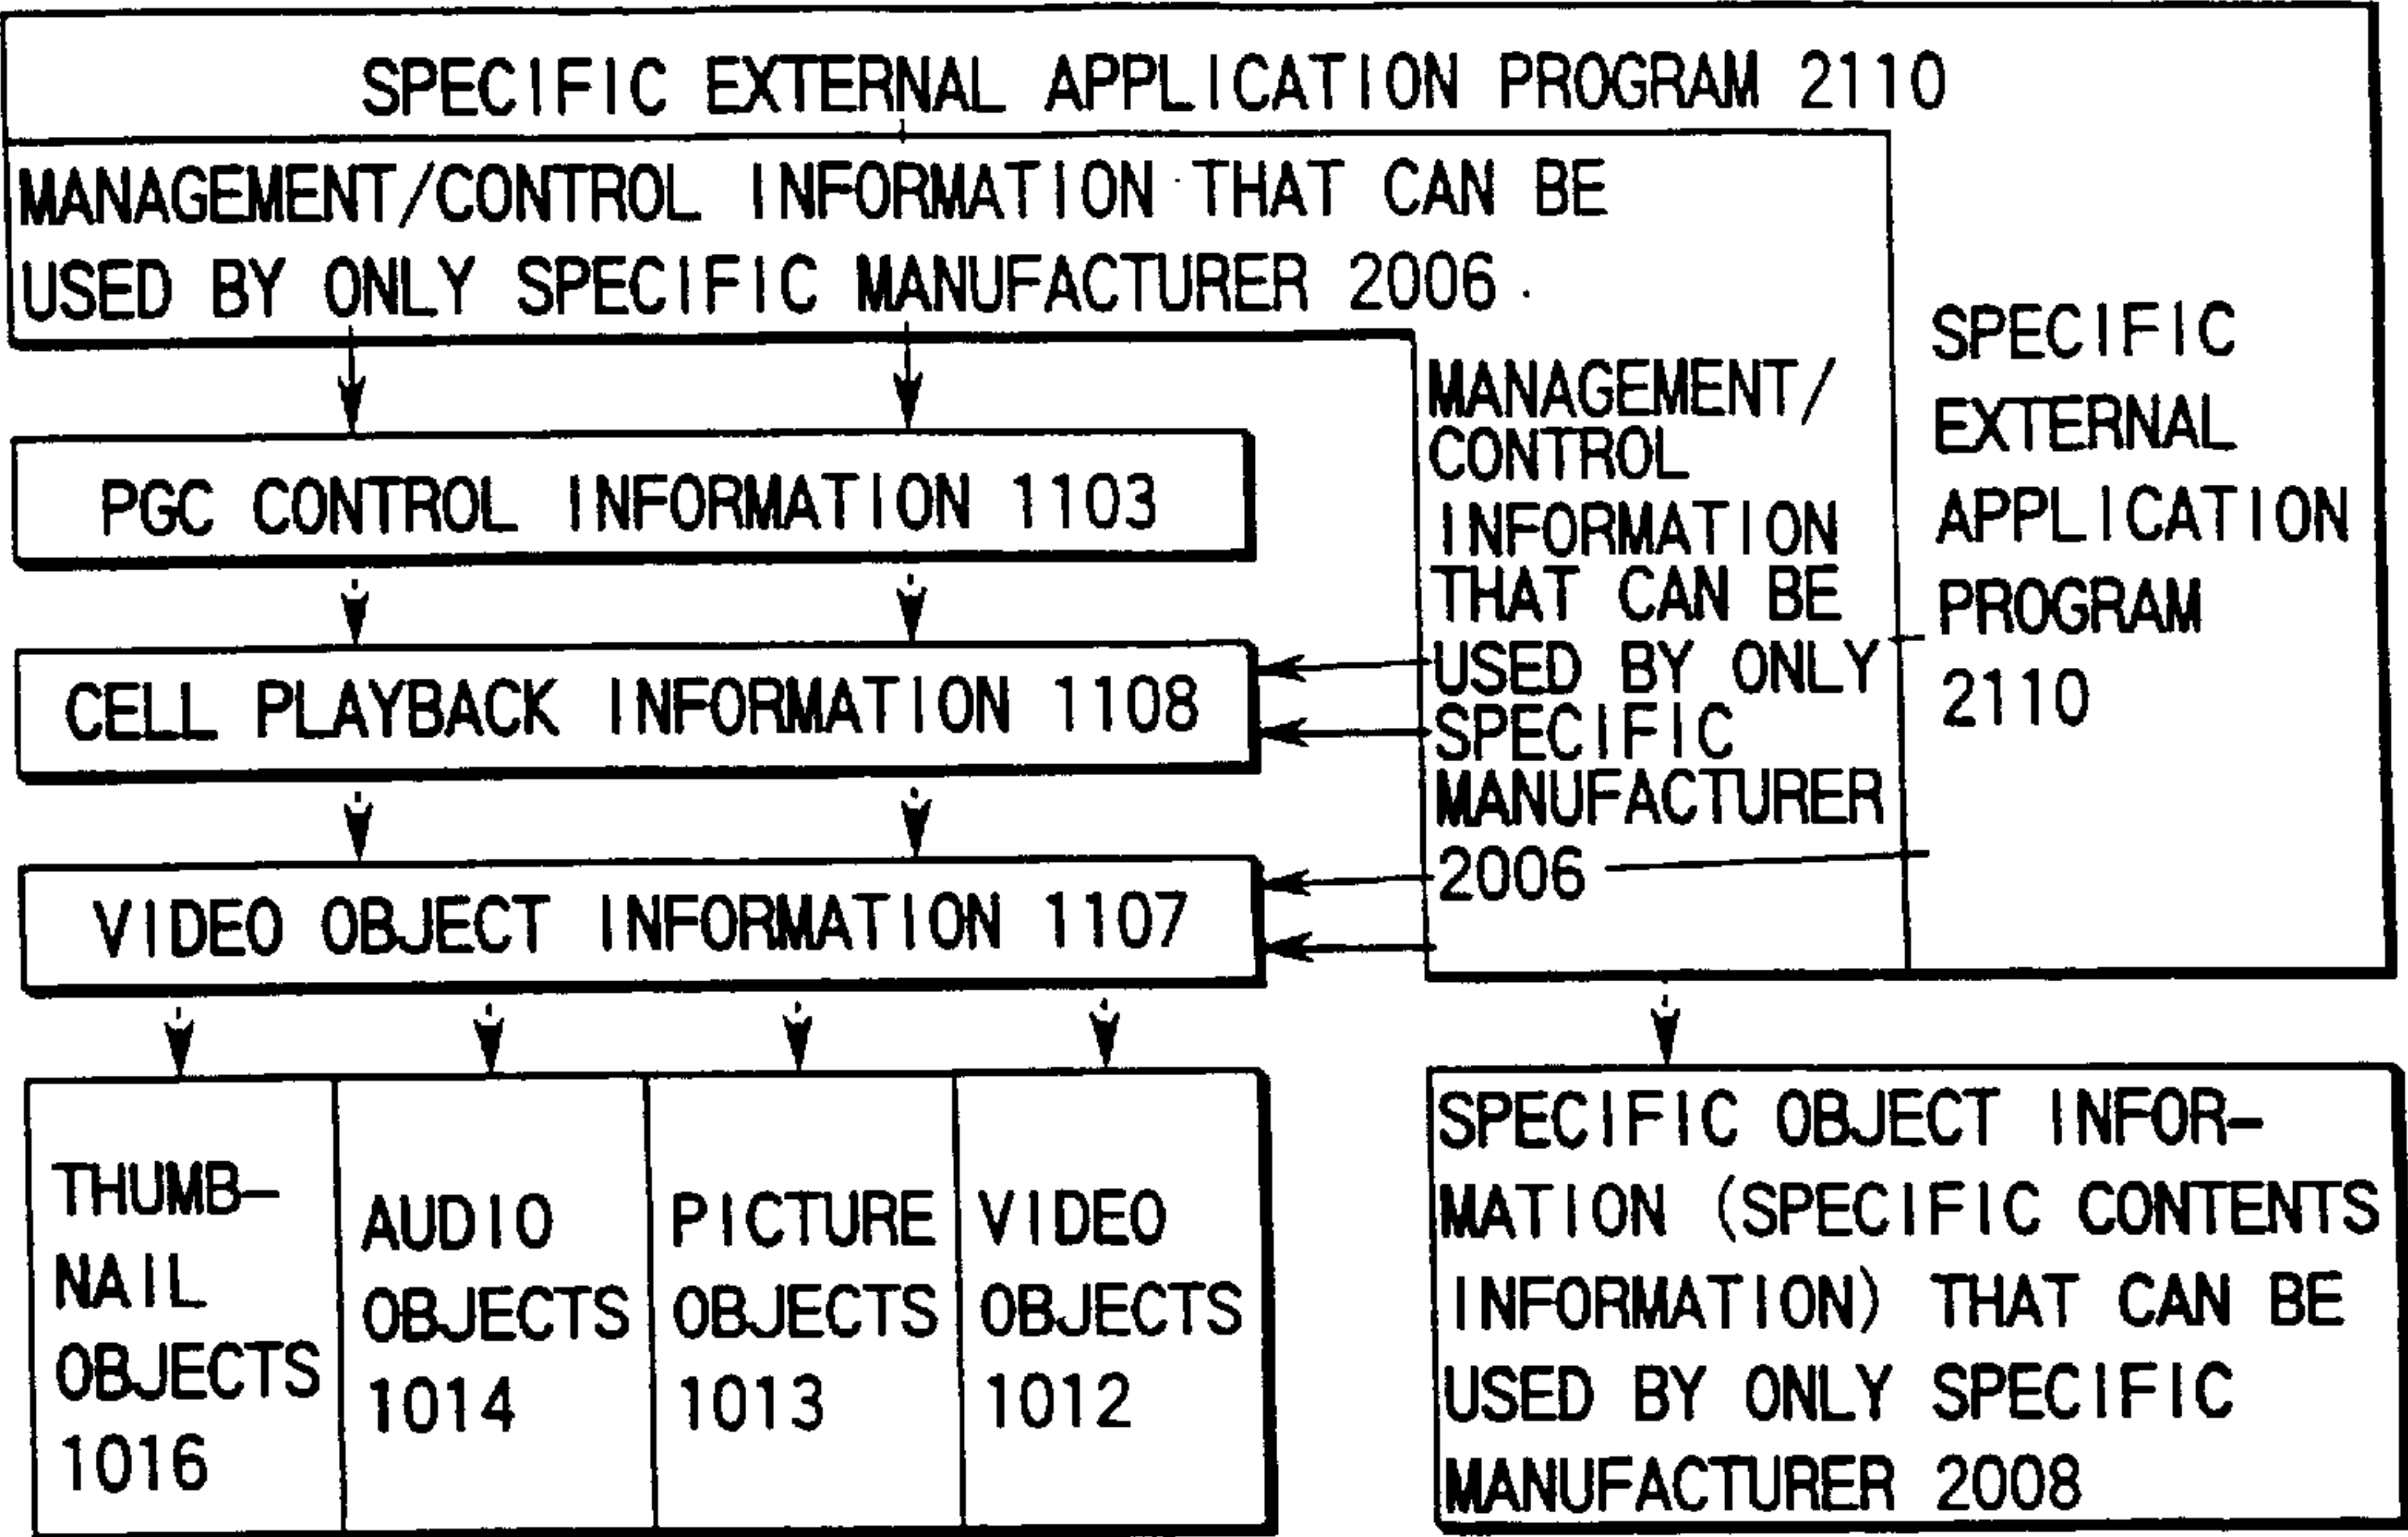 SPECIFIC EXTERNAL APPLICATION PROGRAM 2110
MANAGEMENT/CONTROL INFORMATION THAT CAN BE
USED BY ONLY SPECIFIC MANUFACTURER 2006
PGC CONTROL INFORMATION 1103
CELL PLAYBACK INFORMATION 1108
VIDEO OBJECT INFORMATION 1107
MANAGEMENT/
CONTROL
INFORMATION
THAT CAN BE
USED BY ONLY
SPECIFIC
MANUFACTURER
2006
SPECIFIC
EXTERNAL
APPLICATION
PROGRAM
2110
THUMB-
NAIL
OBJECTS
1016
AUDIO
OBJECTS
1014
PICTURE
OBJECTS
1013
VIDEO
OBJECTS
1012
SPECIFIC OBJECT INFOR-
MATION (SPECIFIC CONTENTS
INFORMATION) THAT CAN BE
USED BY ONLY SPECIFIC
MANUFACTURER 2008